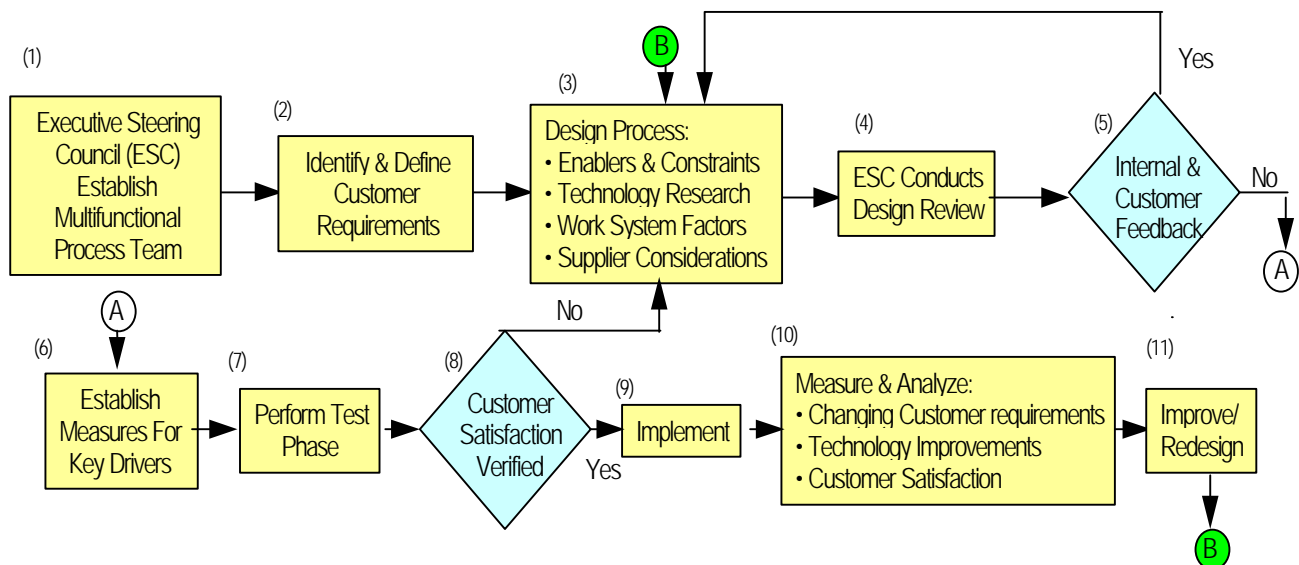 (1)
Executive Steering
Council (ESC)
Establish
Multifunctional
Process Team
(2)
Identify & Define
Customer
Requirements
B
(3)
Design Process:
• Enablers & Constraints
• Technology Research
• Work System Factors
• Supplier Considerations
(4)
ESC Conducts
Design Review
(5)
Internal &
Customer
Feedback
Yes
No
A
A
(6)
Establish
Measures For
Key Drivers
(7)
Perform Test
Phase
(8)
Customer
Satisfaction
Verified
No
Yes
(9)
Implement
(10)
Measure & Analyze:
• Changing Customer requirements
• Technology Improvements
• Customer Satisfaction
(11)
Improve/
Redesign
B